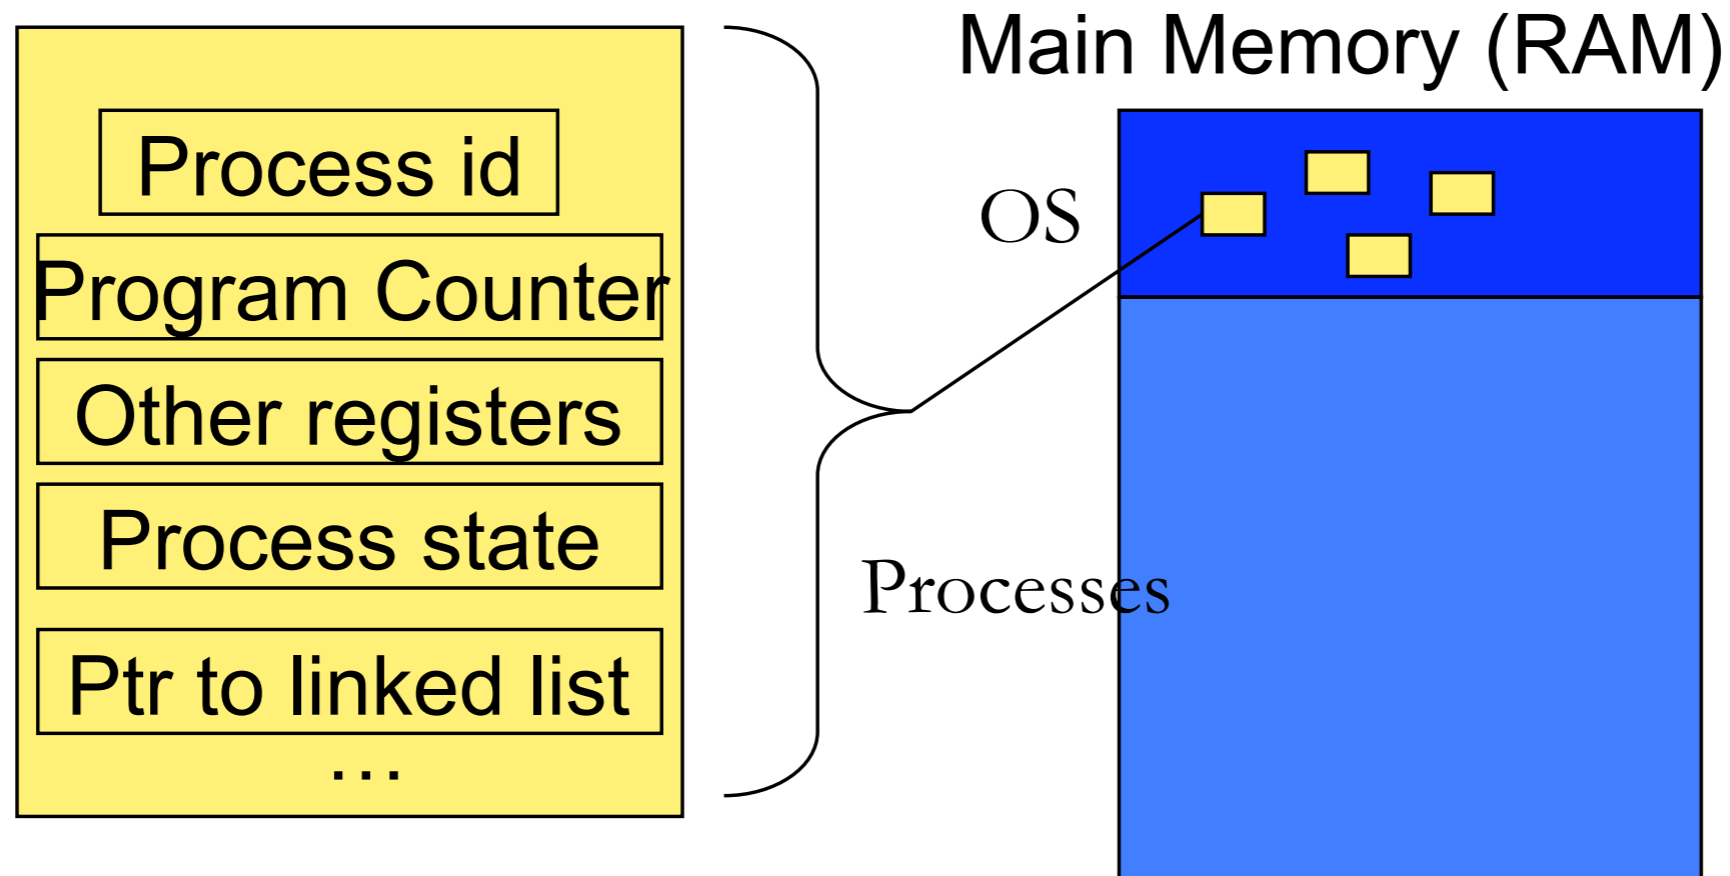 Process id
Program Counter
Other registers
Process state
Ptr to linked list
…
Main Memory (RAM)
OS
Processes